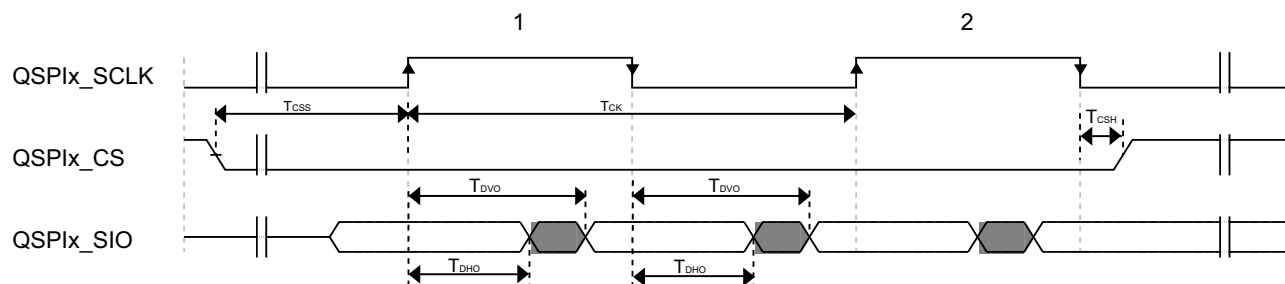 1 2
QSPIx_SCLK
TCSS TCK TCSH
QSPIx_CS
TDVO TDVO
QSPIx_SIO
TDHO TDHO